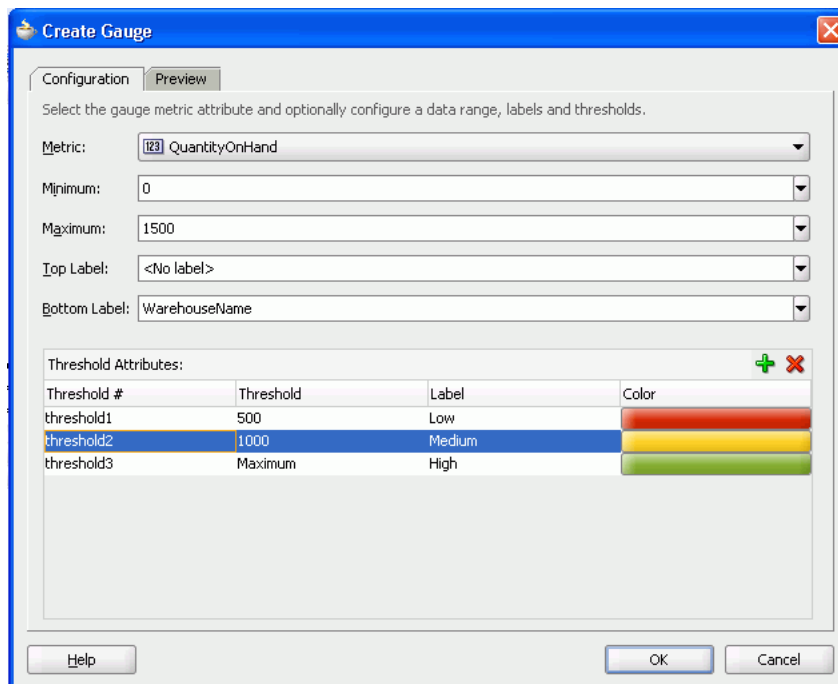 Create Gauge
Configuration Preview
Select the gauge metric attribute and optionally configure a data range, labels and thresholds.
Metric: 123 QuantityOnHand
Minimum: 0
Maximum: 1500
Top Label: <No label>
Bottom Label: WarehouseName
Threshold Attributes:
Threshold # Threshold Label Color
threshold1 500 Low
threshold2 1000 Medium
threshold3 Maximum High
Help OK Cancel